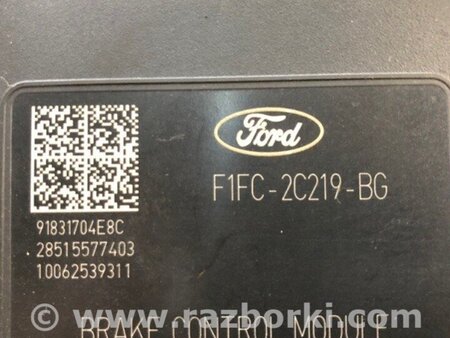 Ford
F1FC-2C219-BG
91831704E8C
28515577403
10062539311
BRAKE CONTROL MODULE
© www.razborki.com